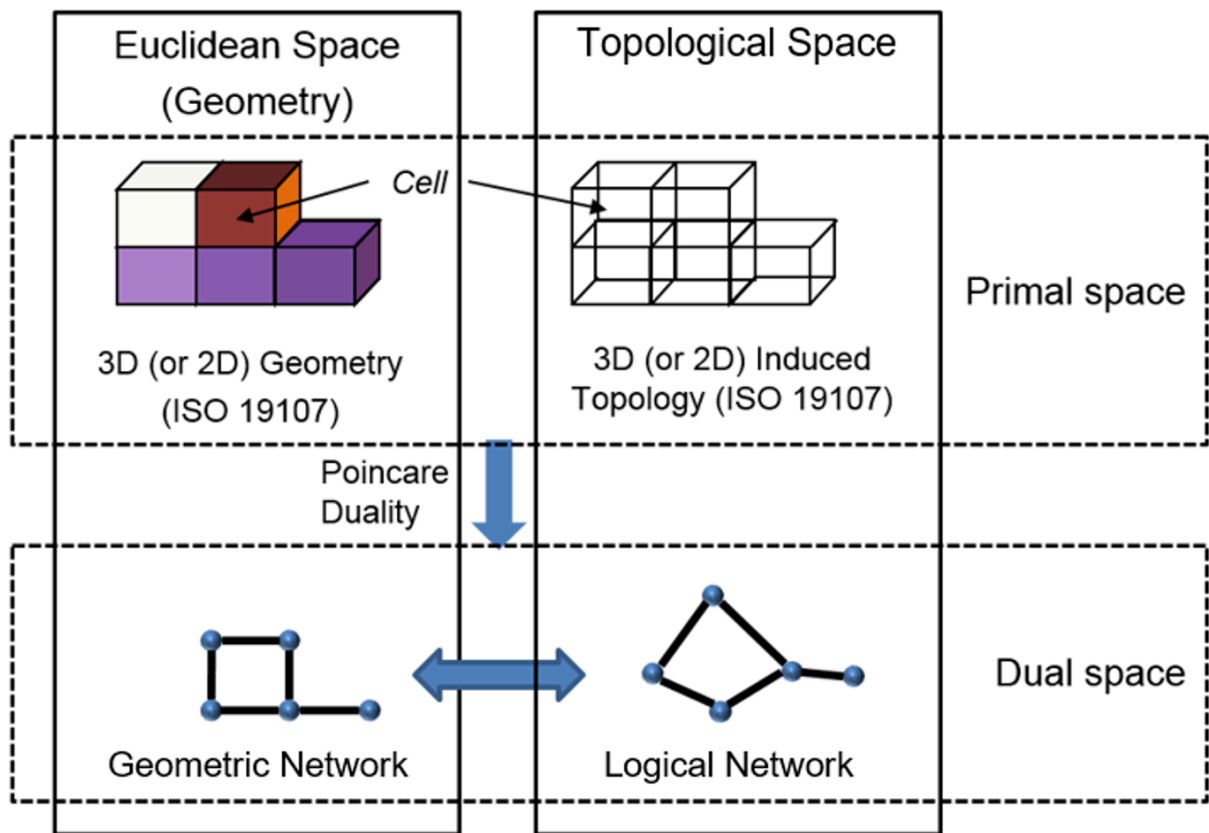 Euclidean Space
(Geometry)
Topological Space
Cell
Primal space
3D (or 2D) Geometry
(ISO 19107)
3D (or 2D) Induced
Topology (ISO 19107)
Poincare
Duality
Dual space
Geometric Network
Logical Network